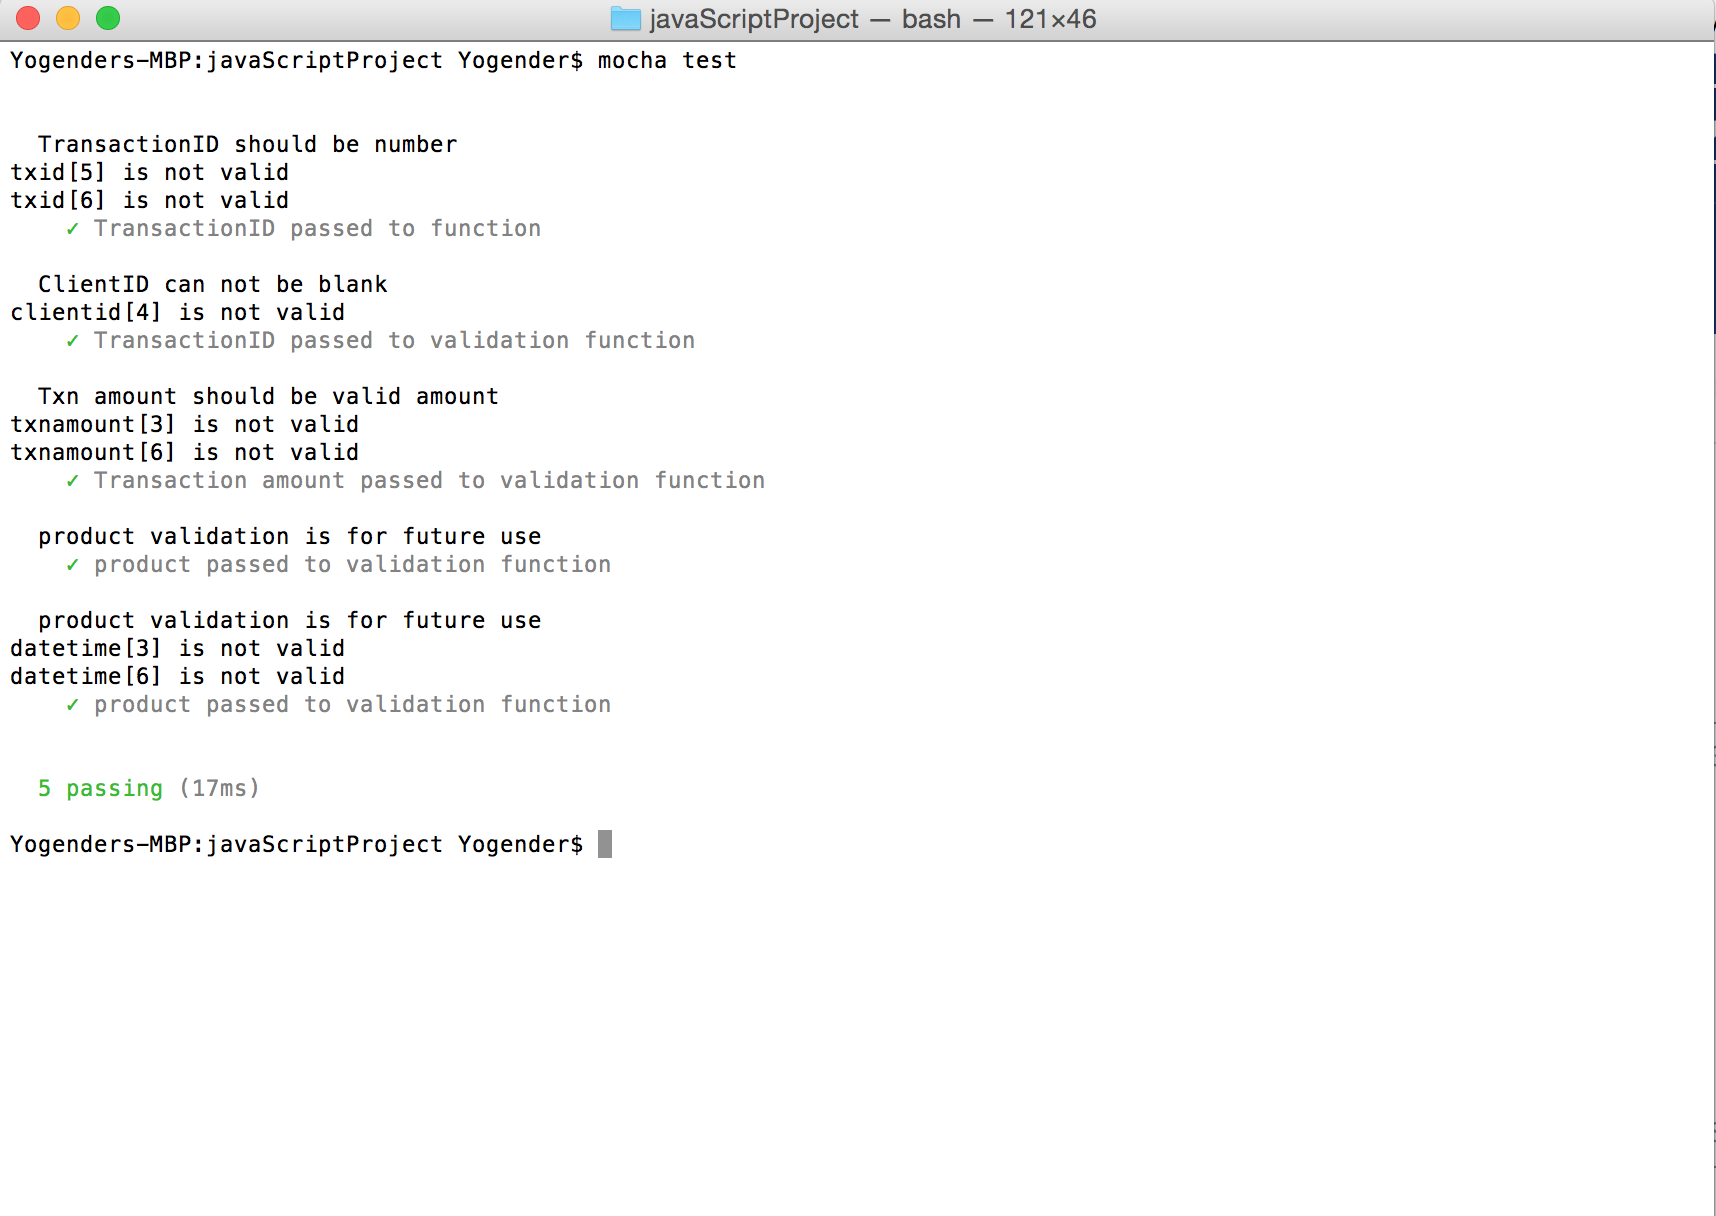 javaScriptProject — bash — 121×46
Yogenders-MBP:javaScriptProject Yogender$ mocha test
TransactionID should be number
txid[5] is not valid
txid[6] is not valid
✓ TransactionID passed to function
ClientID can not be blank
clientid[4] is not valid
✓ TransactionID passed to validation function
Txn amount should be valid amount
txnamount[3] is not valid
txnamount[6] is not valid
✓ Transaction amount passed to validation function
product validation is for future use
✓ product passed to validation function
product validation is for future use
datetime[3] is not valid
datetime[6] is not valid
✓ product passed to validation function
5 passing (17ms)
Yogenders-MBP:javaScriptProject Yogender$